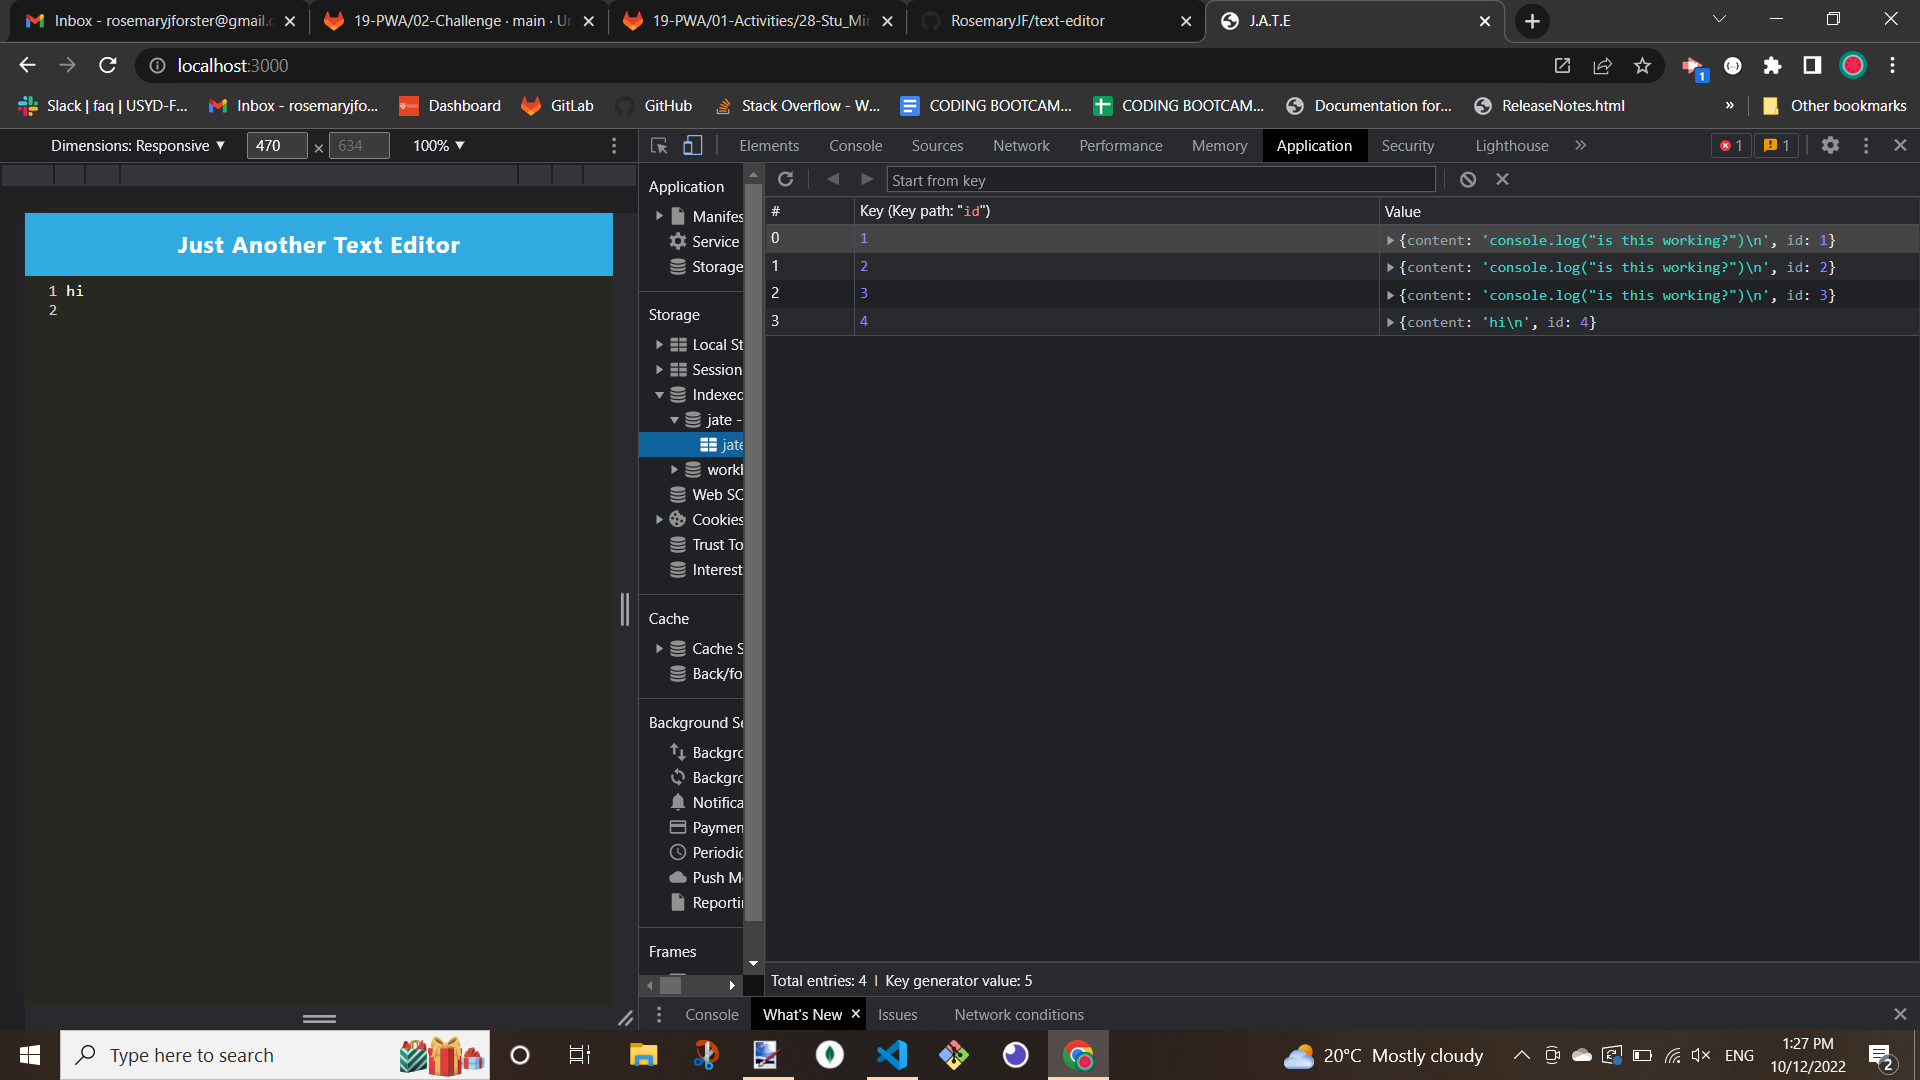 Inbox - rosemaryjforster@gmail.c
19-PWA/02-Challenge · main · Ur
19-PWA/01-Activities/28-Stu_Mir
RosemaryJF/text-editor
J.A.T.E
localhost:3000
1
Slack | faq | USYD-F...
Inbox - rosemaryjfo...
Dashboard
GitLab
GitHub
Stack Overflow - W...
CODING BOOTCAM...
CODING BOOTCAM...
Documentation for...
ReleaseNotes.html
»
Other bookmarks
Dimensions: Responsive ▼
470
×
634
100% ▼
Elements
Console
Sources
Network
Performance
Memory
Application
Security
Lighthouse
»
1
1
Just Another Text Editor
1 hi
2
Application
Manifes
Service
Storage
Storage
Local St
Session
Indexed
jate -
jate
workb
Web SQ
Cookies
Trust To
Interest
Cache
Cache S
Back/fo
Background Se
Backgro
Backgro
Notifica
Paymen
Periodic
Push M
Reportin
Frames
Start from key
# Key (Key path: "id") Value
0 1 {content: 'console.log("is this working?")\n', id: 1}
1 2 {content: 'console.log("is this working?")\n', id: 2}
2 3 {content: 'console.log("is this working?")\n', id: 3}
3 4 {content: 'hi\n', id: 4}
Total entries: 4 | Key generator value: 5
Console
What's New
Issues
Network conditions
Type here to search
20°C Mostly cloudy
ENG
1:27 PM
10/12/2022
2